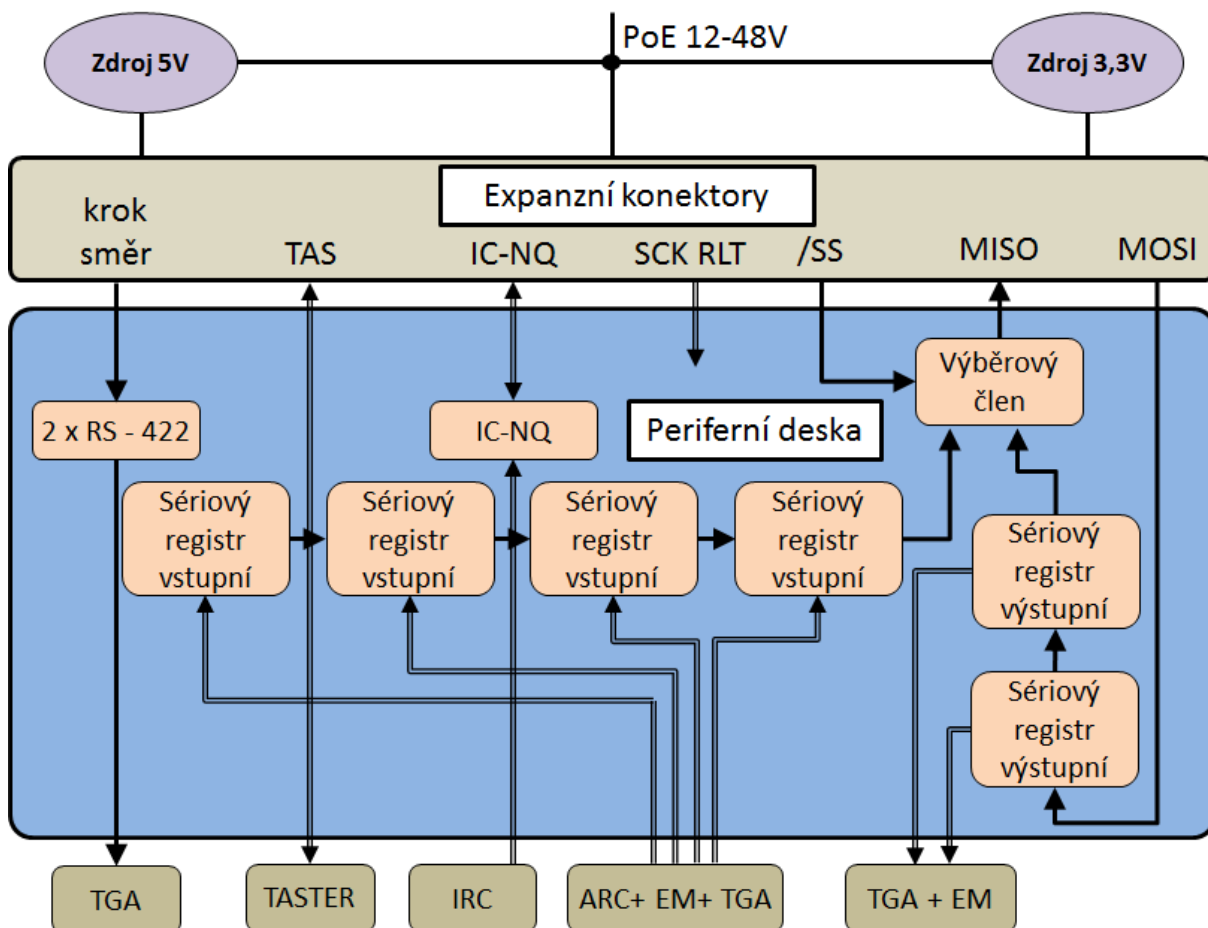 PoE 12-48V
Zdroj 5V
Zdroj 3,3V
Expanzní konektory
krok
směr
TAS
IC-NQ
SCK RLT
/SS
MISO
MOSI
Výběrový
člen
2 x RS - 422
IC-NQ
Periferní deska
Sériový
registr
vstupní
Sériový
registr
vstupní
Sériový
registr
vstupní
Sériový
registr
vstupní
Sériový
registr
výstupní
Sériový
registr
výstupní
TGA
TASTER
IRC
ARC+ EM+ TGA
TGA + EM